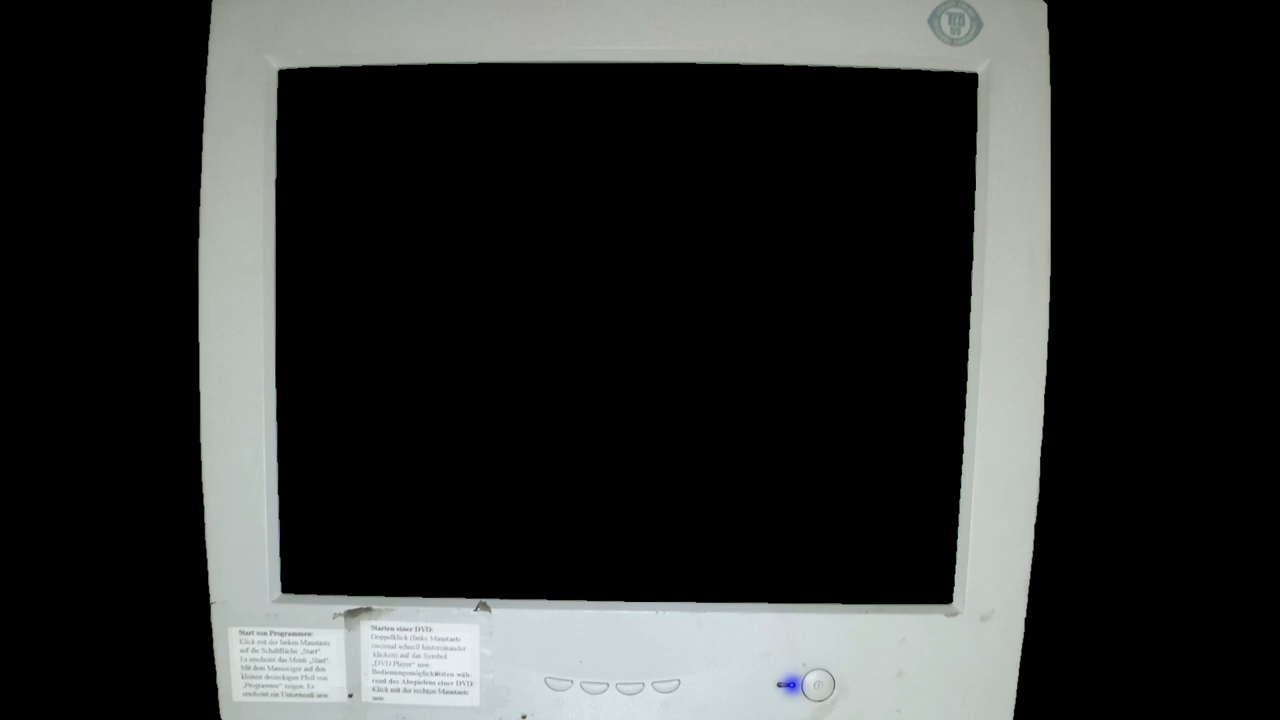 TCO
99
Start von Programmen:
Klick mit der linken Maustaste
auf die Schaltfläche „Start".
Es erscheint das Menü „Start".
Mit dem Mauszeiger auf den
kleinen dreieckigen Pfeil von
„Programme" zeigen. Es
erscheint ein Untermenü usw.
Starten einer DVD:
Doppelklick (linke Maustaste
zweimal schnell hintereinander
klicken) auf das Symbol
„DVD Player" usw.
Bedienungsmöglichkeiten wäh-
rend des Abspielens einer DVD:
Klick mit der rechten Maustaste
usw.